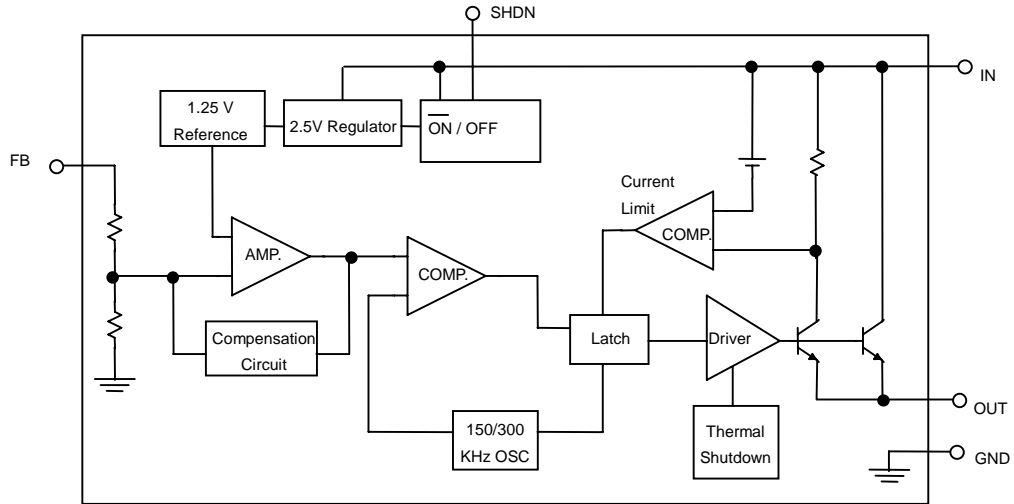 SHDN
IN
1.25 V
Reference
2.5V Regulator
ON / OFF
FB
Current
Limit
COMP.
AMP.
COMP.
Compensation
Circuit
Latch
Driver
150/300
KHz OSC
Thermal
Shutdown
OUT
GND